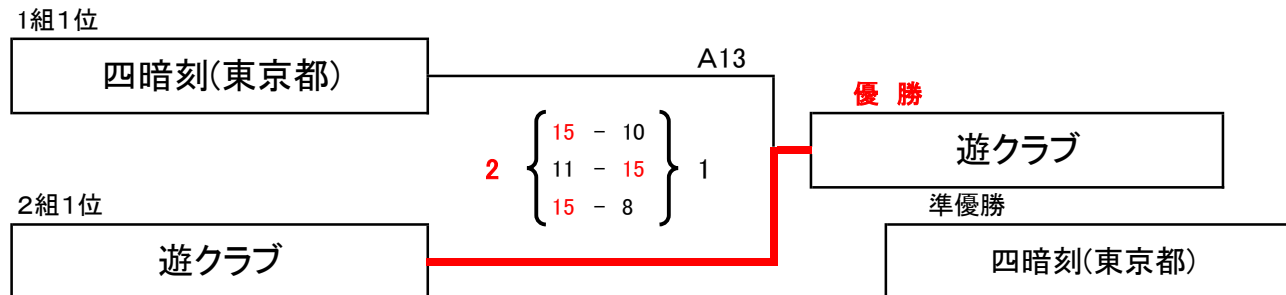 1組1位
四暗刻(東京都)
A13
優 勝
遊クラブ
2
15 - 10
11 - 15
15 - 8
1
2組1位
遊クラブ
準優勝
四暗刻(東京都)